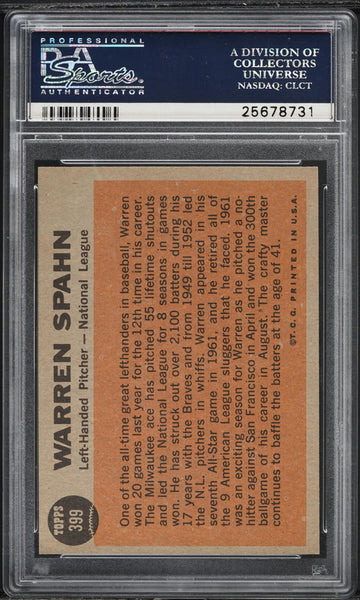 PROFESSIONAL
PSA
Sports
AUTHENTICATOR
A DIVISION OF
COLLECTORS
UNIVERSE
NASDAQ: CLCT
25678731
TOPPS
399
WARREN SPAHN
Left-Handed Pitcher — National League
One of the all-time great lefthanders in baseball, Warren
won 20 games last year for the 12th time in his career.
The Milwaukee ace has pitched 55 lifetime shutouts
and led the National League for 8 seasons in games
won. He has struck out over 2,100 batters during his
17 years with the Braves and from 1949 till 1952 led
the N.L. pitchers in whiffs. Warren appeared in his
seventh All-Star game in 1961, and he retired all of
the 9 American League sluggers that he faced. 1961
was an exciting season for Warren as he pitched a no-
hitter against San Francisco in April and won the 300th
ballgame of his career in August. The crafty master
continues to baffle the batters at the age of 41.
© T.C.G. PRINTED IN U.S.A.